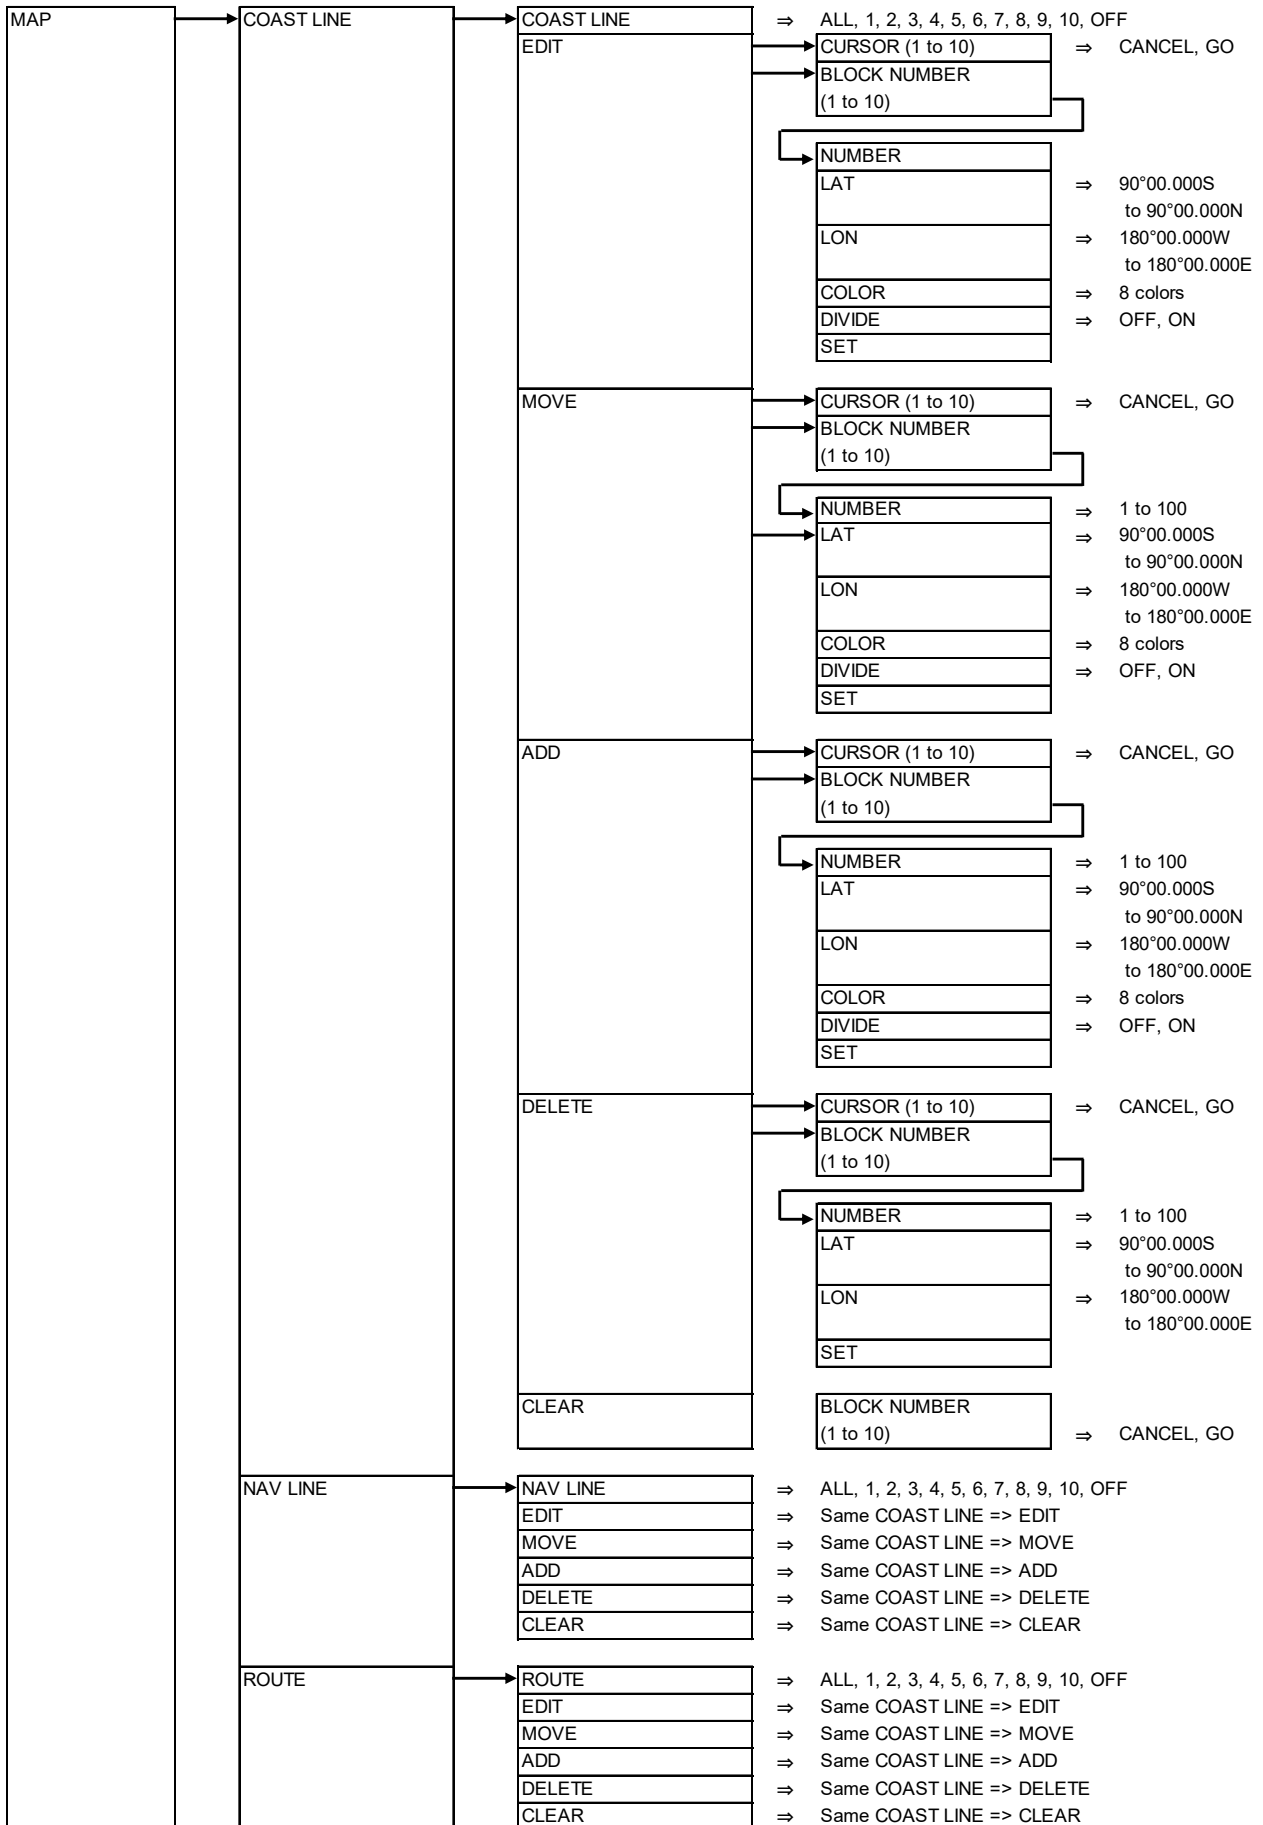 MAP COAST LINE COAST LINE ⇒ ALL, 1, 2, 3, 4, 5, 6, 7, 8, 9, 10, OFF
EDIT CURSOR (1 to 10) ⇒ CANCEL, GO
BLOCK NUMBER
(1 to 10)
NUMBER
LAT ⇒ 90°00.000S
to 90°00.000N
LON ⇒ 180°00.000W
to 180°00.000E
COLOR ⇒ 8 colors
DIVIDE ⇒ OFF, ON
SET
MOVE CURSOR (1 to 10) ⇒ CANCEL, GO
BLOCK NUMBER
(1 to 10)
NUMBER ⇒ 1 to 100
LAT ⇒ 90°00.000S
to 90°00.000N
LON ⇒ 180°00.000W
to 180°00.000E
COLOR ⇒ 8 colors
DIVIDE ⇒ OFF, ON
SET
ADD CURSOR (1 to 10) ⇒ CANCEL, GO
BLOCK NUMBER
(1 to 10)
NUMBER ⇒ 1 to 100
LAT ⇒ 90°00.000S
to 90°00.000N
LON ⇒ 180°00.000W
to 180°00.000E
COLOR ⇒ 8 colors
DIVIDE ⇒ OFF, ON
SET
DELETE CURSOR (1 to 10) ⇒ CANCEL, GO
BLOCK NUMBER
(1 to 10)
NUMBER ⇒ 1 to 100
LAT ⇒ 90°00.000S
to 90°00.000N
LON ⇒ 180°00.000W
to 180°00.000E
SET
CLEAR BLOCK NUMBER
(1 to 10) ⇒ CANCEL, GO
NAV LINE NAV LINE ⇒ ALL, 1, 2, 3, 4, 5, 6, 7, 8, 9, 10, OFF
EDIT ⇒ Same COAST LINE => EDIT
MOVE ⇒ Same COAST LINE => MOVE
ADD ⇒ Same COAST LINE => ADD
DELETE ⇒ Same COAST LINE => DELETE
CLEAR ⇒ Same COAST LINE => CLEAR
ROUTE ROUTE ⇒ ALL, 1, 2, 3, 4, 5, 6, 7, 8, 9, 10, OFF
EDIT ⇒ Same COAST LINE => EDIT
MOVE ⇒ Same COAST LINE => MOVE
ADD ⇒ Same COAST LINE => ADD
DELETE ⇒ Same COAST LINE => DELETE
CLEAR ⇒ Same COAST LINE => CLEAR